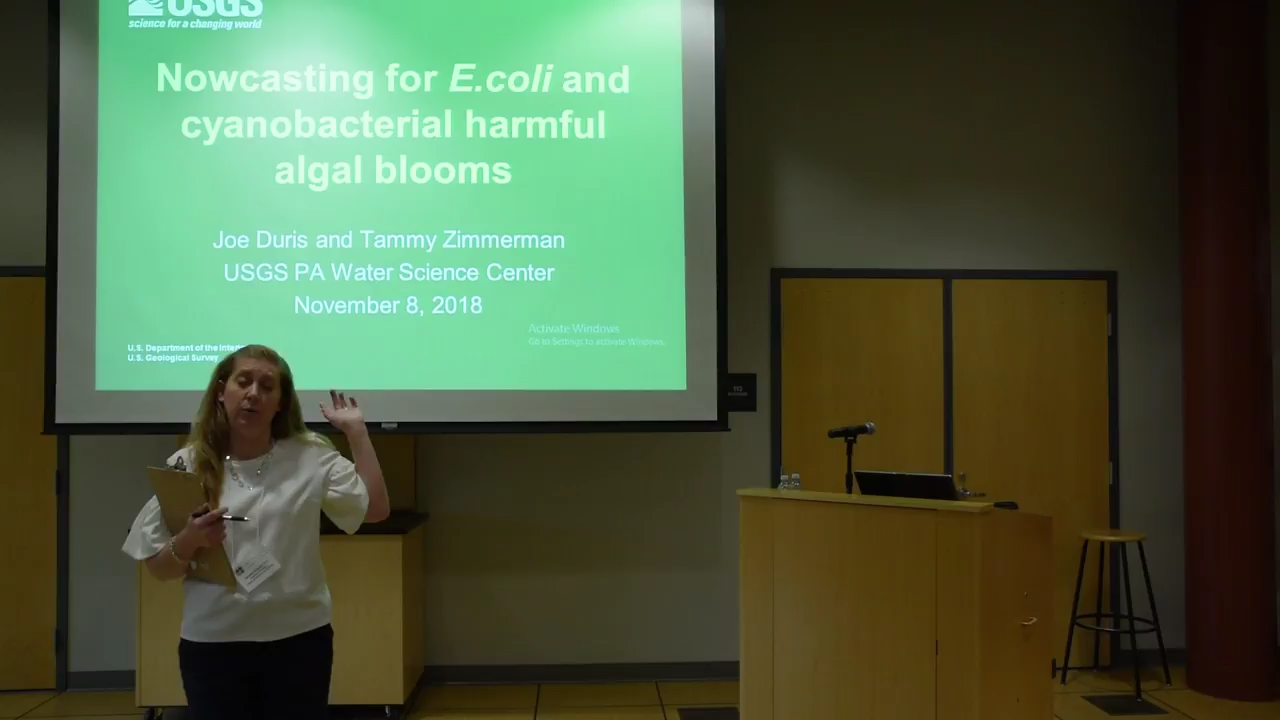 USGS
science for a changing world
Nowcasting for E.coli and
cyanobacterial harmful
algal blooms
Joe Duris and Tammy Zimmerman
USGS PA Water Science Center
November 8, 2018
Activate Windows
Go to Settings to activate Windows.
U.S. Department of the
U.S. Geological Survey
113